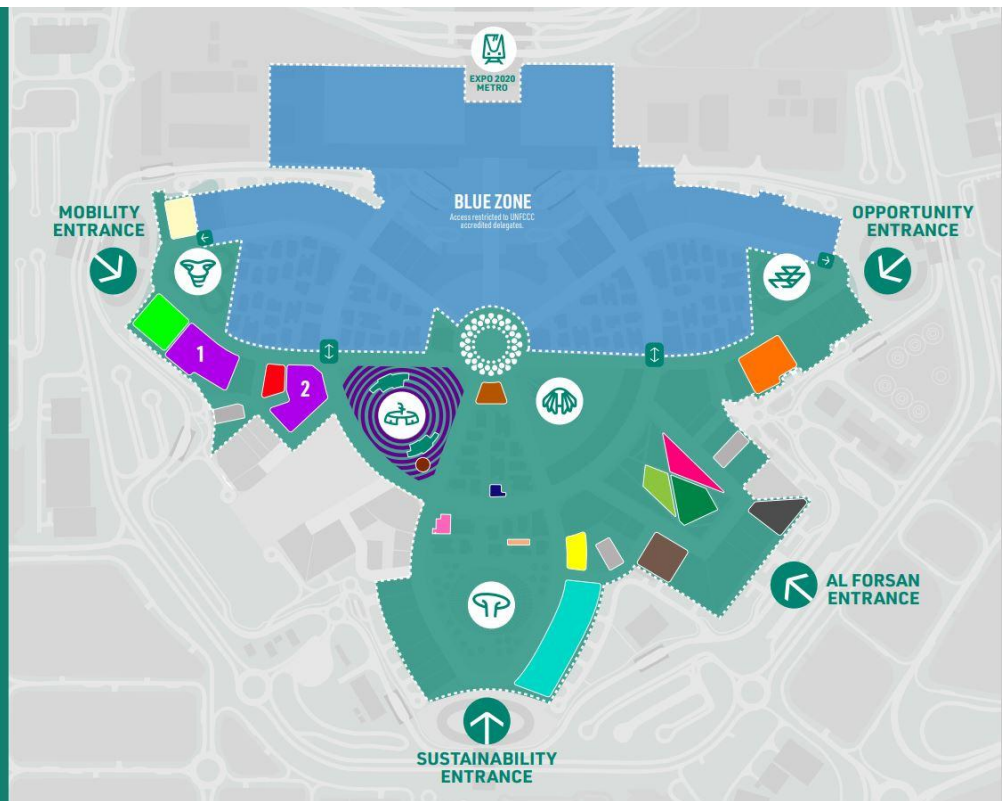 EXPO 2020
METRO
BLUE ZONE
Access restricted to UNFCCC
accredited delegates.
MOBILITY
ENTRANCE
OPPORTUNITY
ENTRANCE
1
2
AL FORSAN
ENTRANCE
SUSTAINABILITY
ENTRANCE